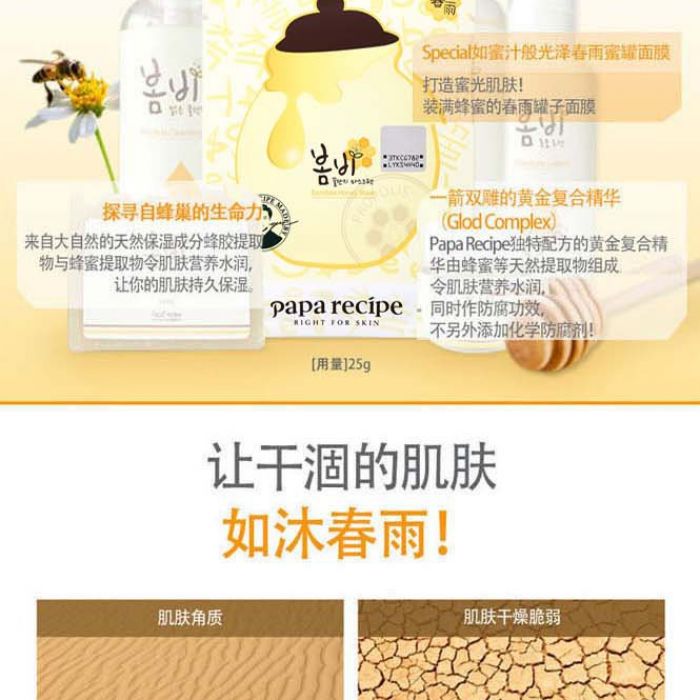 春雨
Special如蜜汁般光泽春雨蜜罐面膜
打造蜜光肌肤！
装满蜂蜜的春雨罐子面膜
봄비
봄비
봄비
3TKCG782
LYX54H40
PROPOLIS
探寻自蜂巢的生命力
来自大自然的天然保湿成分蜂胶提取
物与蜂蜜提取物令肌肤营养水润，
让你的肌肤持久保湿。
一箭双雕的黄金复合精华
（Glod Complex）
Papa Recipe独特配方的黄金复合精
华由蜂蜜等天然提取物组成
令肌肤营养水润，
同时作防腐功效，
不另外添加化学防腐剂！
papa recipe
RIGHT FOR SKIN
[用量]25g
让干涸的肌肤
如沐春雨！
肌肤角质
肌肤干燥脆弱